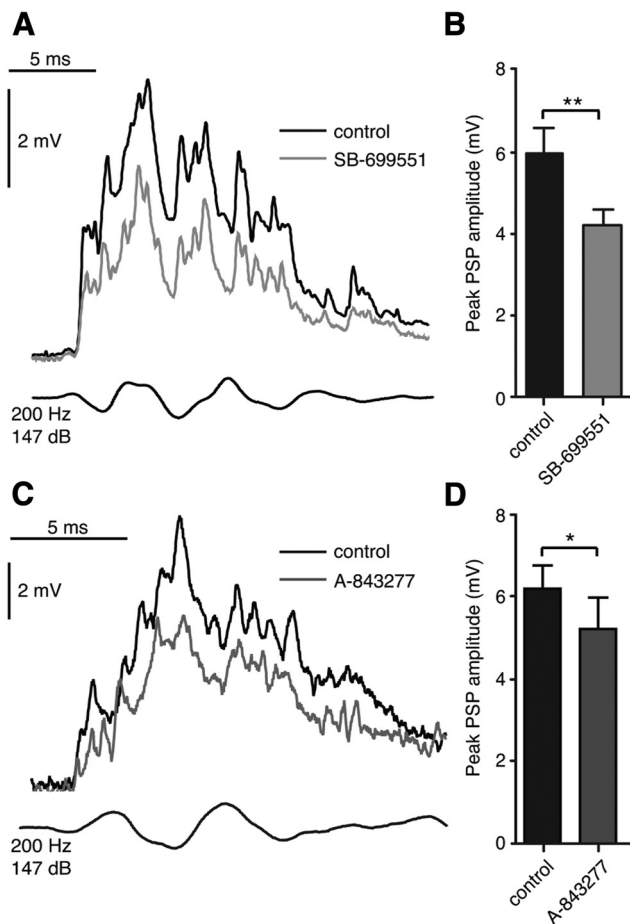 A
5 ms
2 mV
control
SB-699551
200 Hz
147 dB
B
Peak PSP amplitude (mV)
8
6
4
2
0
**
control
SB-699551
C
5 ms
2 mV
control
A-843277
200 Hz
147 dB
D
Peak PSP amplitude (mV)
8
6
4
2
0
*
control
A-843277